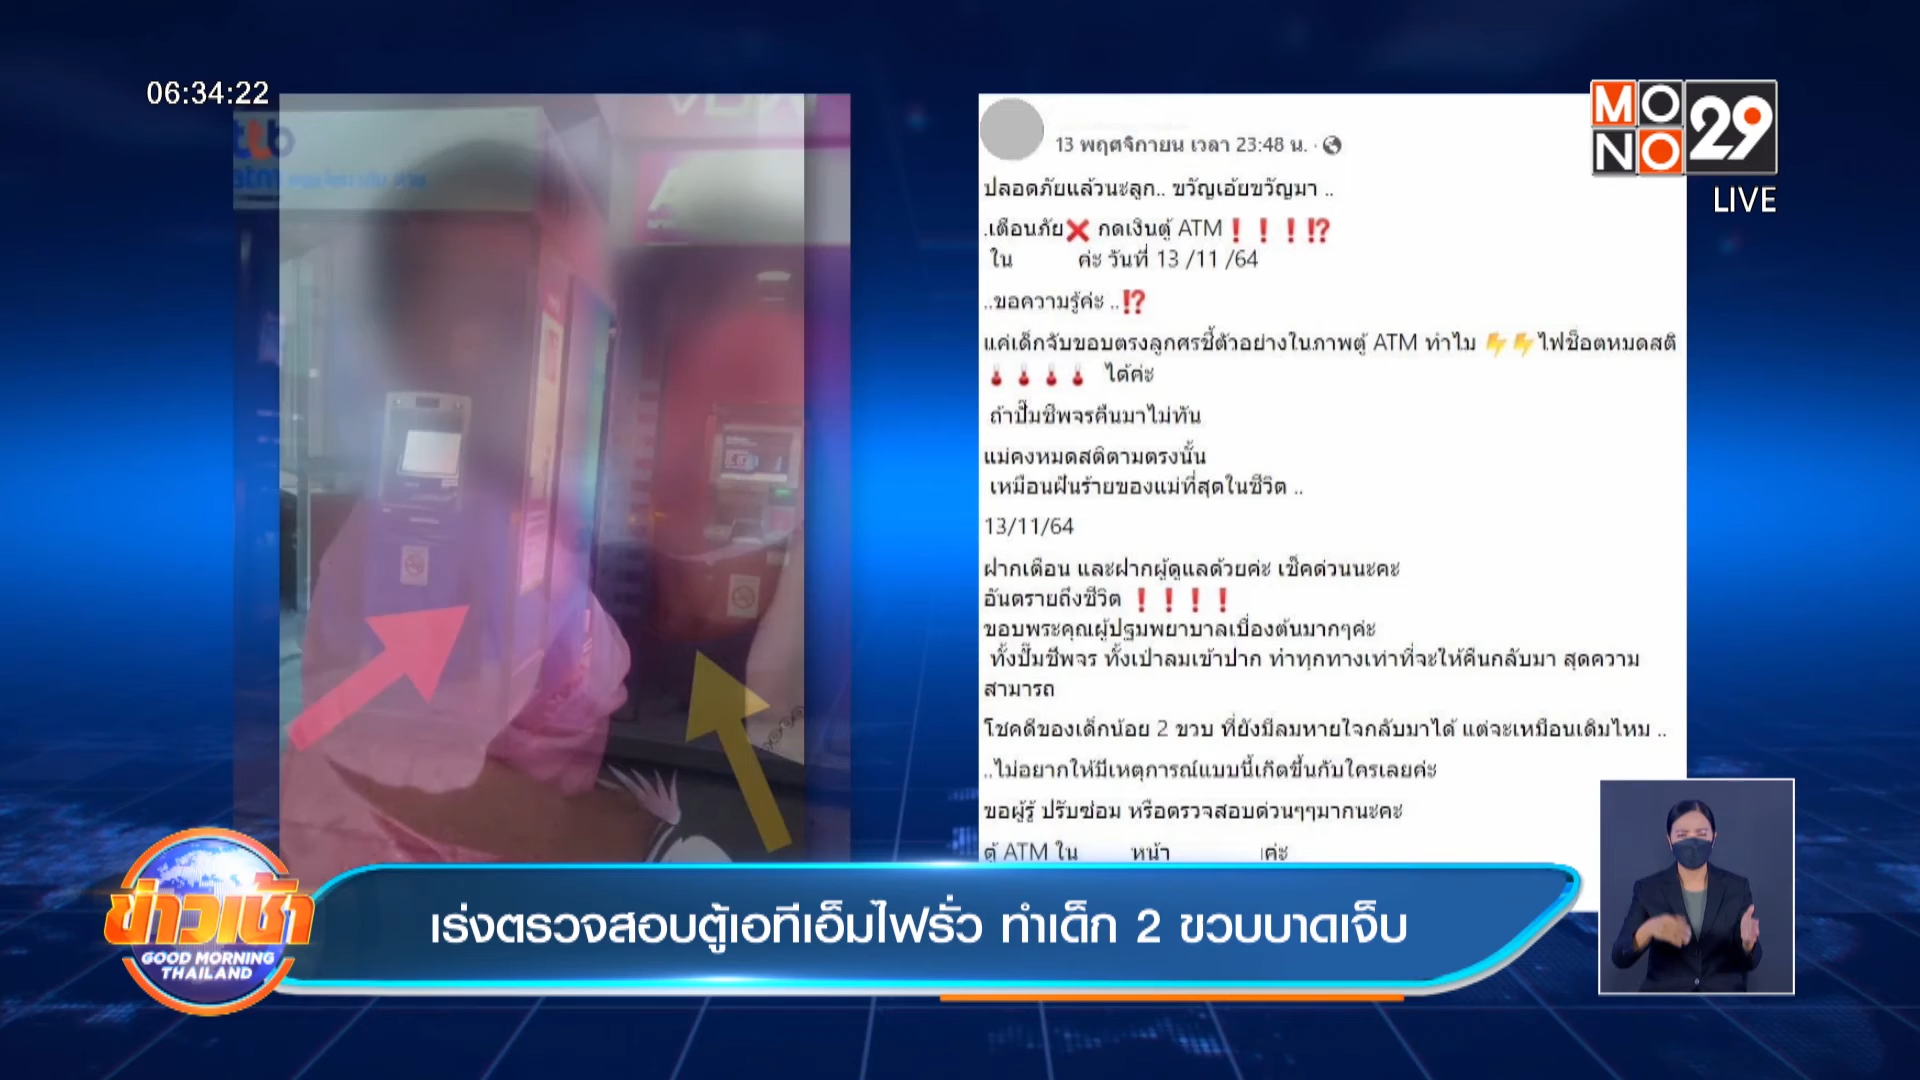 06:34:22
MONO 29
LIVE
ttb
13 พฤศจิกายน เวลา 23:48 น.
ปลอดภัยแล้วนะลูก.. ขวัญเอ้ยขวัญมา ..
.เตือนภัย❌ กดเงินตู้ ATM❗❗❗⁉️
ใน ค่ะ วันที่ 13 /11 /64
..ขอความรู้ค่ะ ..⁉️
แค่เด็กจับขอบตรงลูกศรชี้ตัวอย่างในภาพตู้ ATM ทำไม ⚡⚡ไฟช็อตหมดสติ
🌡️🌡️🌡️🌡️ ได้ค่ะ
ถ้าปั๊มชีพจรคืนมาไม่ทัน
แม่คงหมดสติตามตรงนั้น
เหมือนฝันร้ายของแม่ที่สุดในชีวิต ..
13/11/64
ฝากเตือน และฝากผู้ดูแลด้วยค่ะ เช็คด่วนนะคะ
อันตรายถึงชีวิต ❗❗❗❗
ขอบพระคุณผู้ปฐมพยาบาลเบื่องต้นมากๆค่ะ
ทั้งปั๊มชีพจร ทั้งเป่าลมเข้าปาก ทำทุกทางเท่าที่จะให้คืนกลับมา สุดความ
สามารถ
โชคดีของเด็กน้อย 2 ขวบ ที่ยังมีลมหายใจกลับมาได้ แต่จะเหมือนเดิมไหม ..
..ไม่อยากให้มีเหตุการณ์แบบนี้เกิดขึ้นกับใครเลยค่ะ
ขอผู้รู้ ปรับซ่อม หรือตรวจสอบด่วนๆๆมากนะคะ
ตู้ ATM ใน หน้า ค่ะ
เร่งตรวจสอบตู้เอทีเอ็มไฟรั่ว ทำเด็ก 2 ขวบบาดเจ็บ
ข่าวเช้า
GOOD MORNING
THAILAND